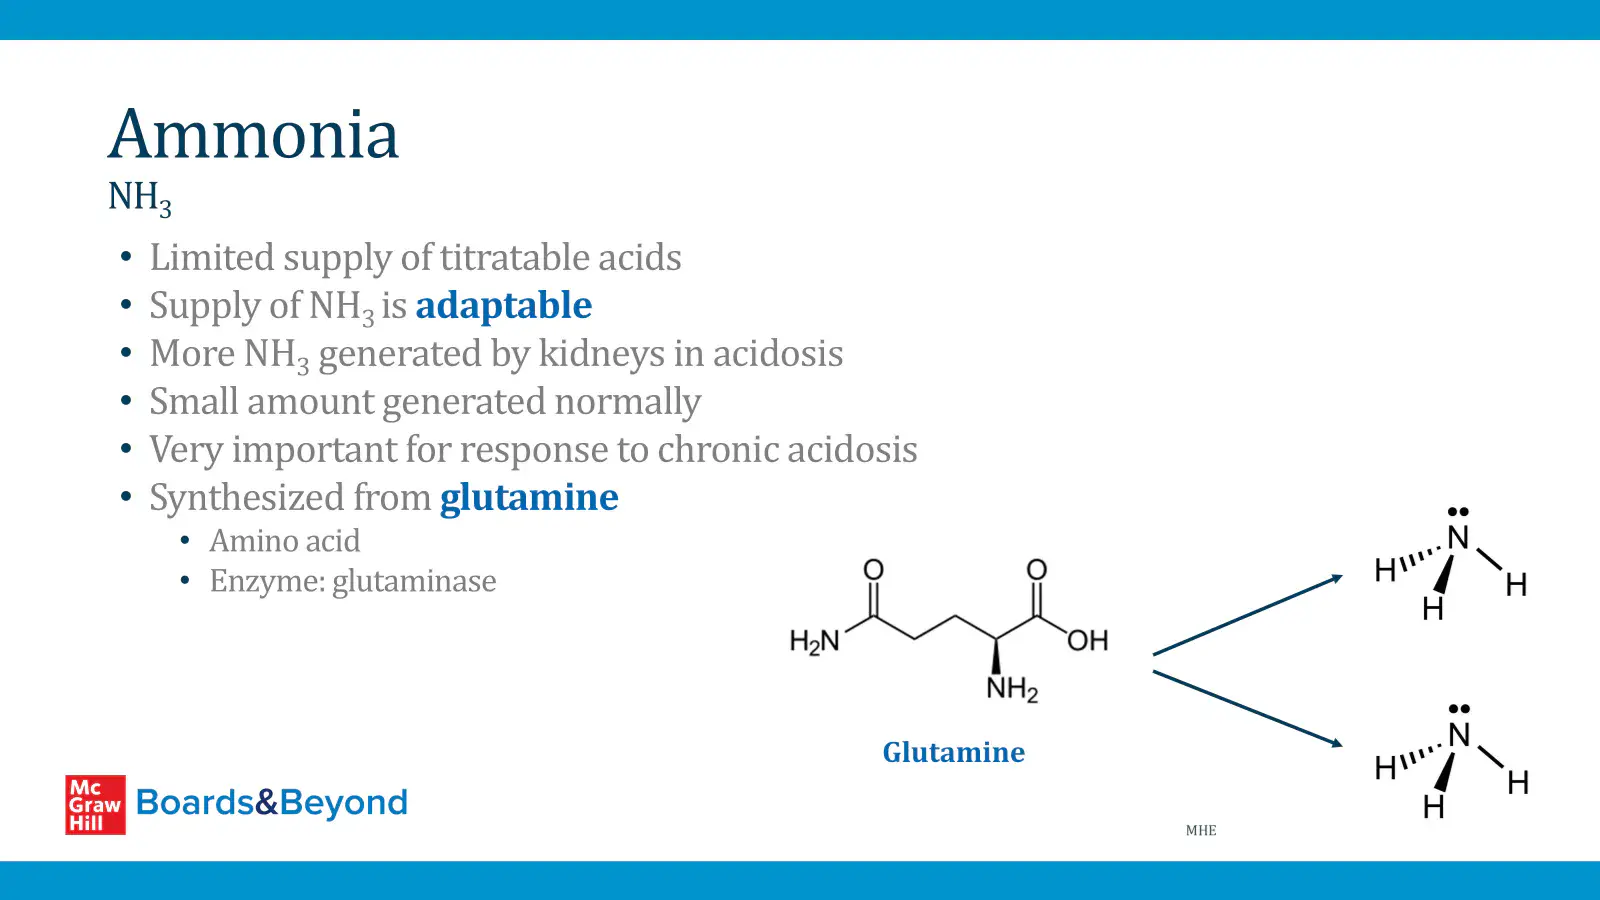 Ammonia
NH₃
• Limited supply of titratable acids
• Supply of NH₃ is adaptable
• More NH₃ generated by kidneys in acidosis
• Small amount generated normally
• Very important for response to chronic acidosis
• Synthesized from glutamine
• Amino acid
• Enzyme: glutaminase
O O
H₂N OH
NH₂
Glutamine
N
H H
H
N
H H
H
Mc
Graw
Hill
Boards&Beyond
MHE